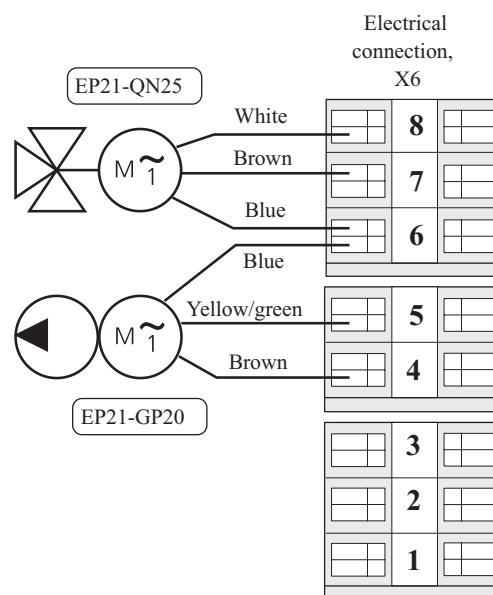 Electrical
connection,
X6
EP21-QN25
White
8
M ~ 1
Brown
7
Blue
6
Blue
Yellow/green
5
M ~ 1
Brown
4
EP21-GP20
3
2
1